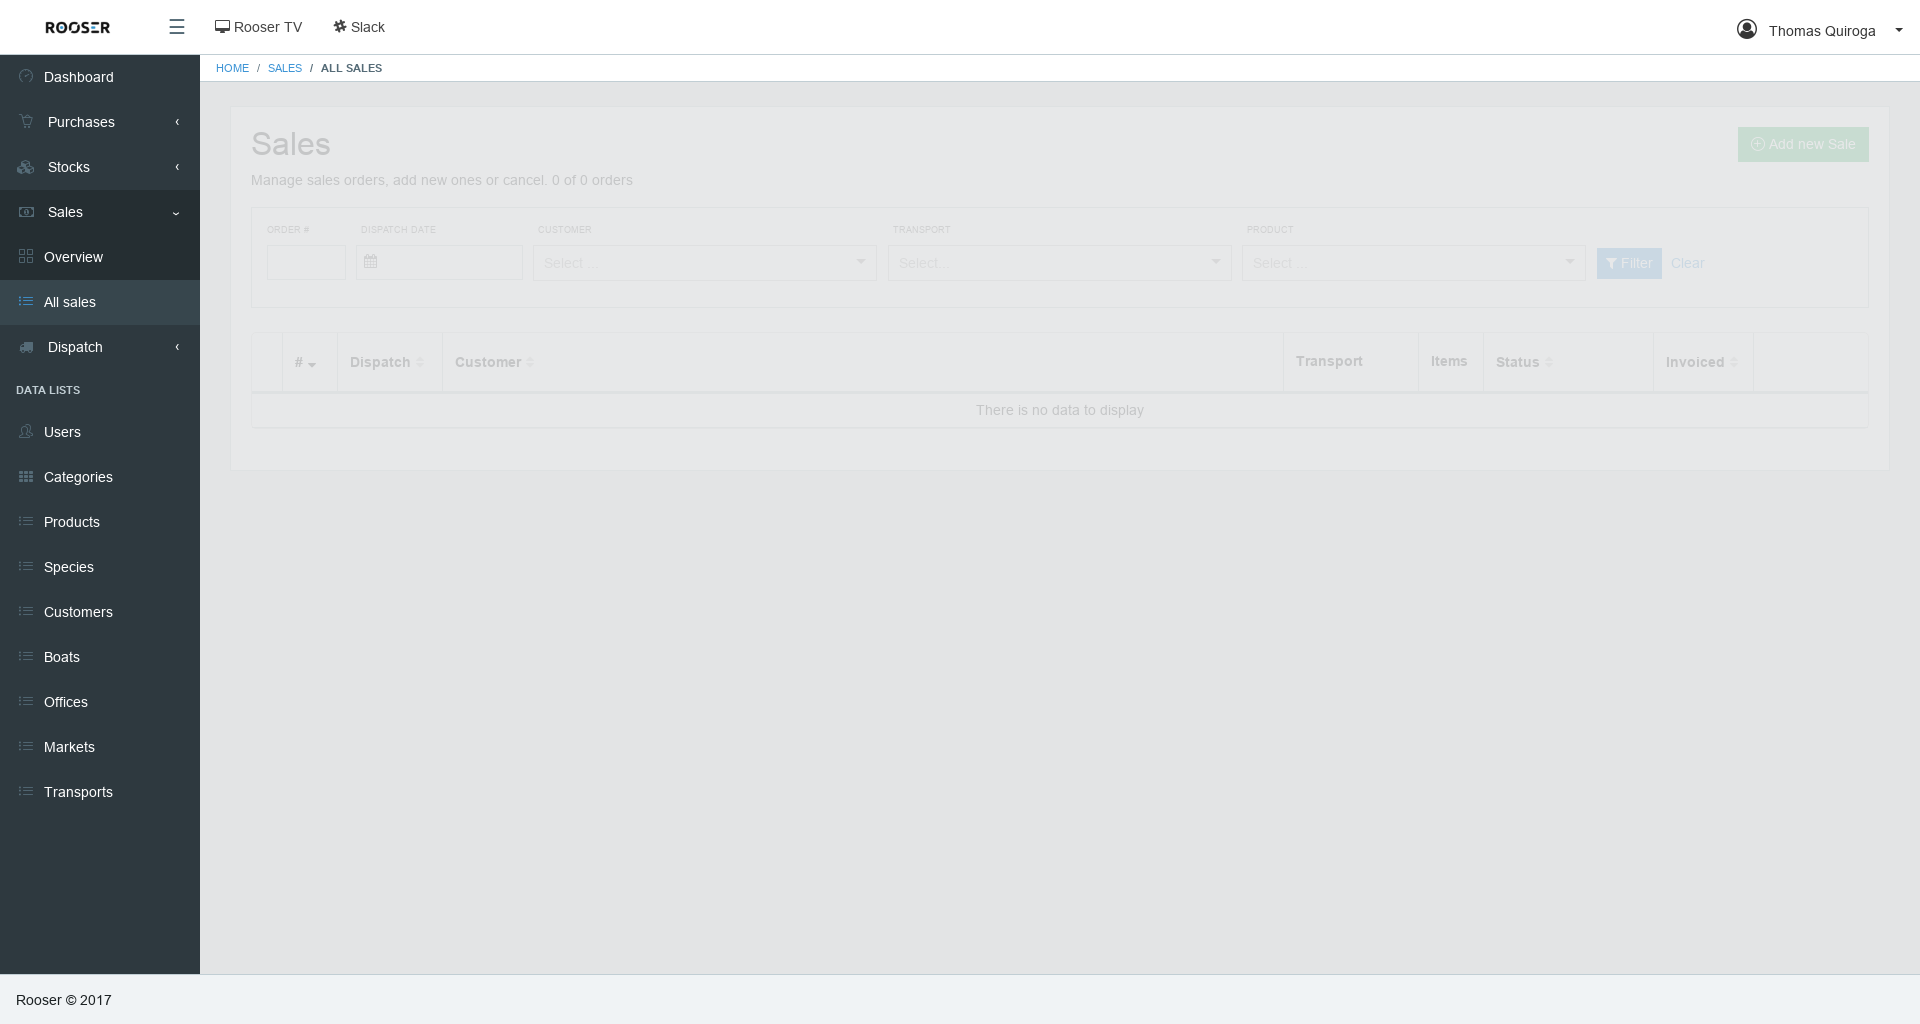 ROOSER
Rooser TV
Slack
Thomas Quiroga
HOME / SALES / ALL SALES
Dashboard
Purchases
Stocks
Sales
Overview
All sales
Dispatch
DATA LISTS
Users
Categories
Products
Species
Customers
Boats
Offices
Markets
Transports
Sales
Add new Sale
Manage sales orders, add new ones or cancel. 0 of 0 orders
ORDER # DISPATCH DATE CUSTOMER TRANSPORT PRODUCT
Select ... Select... Select... Filter Clear
# Dispatch Customer Transport Items Status Invoiced
There is no data to display
Rooser © 2017